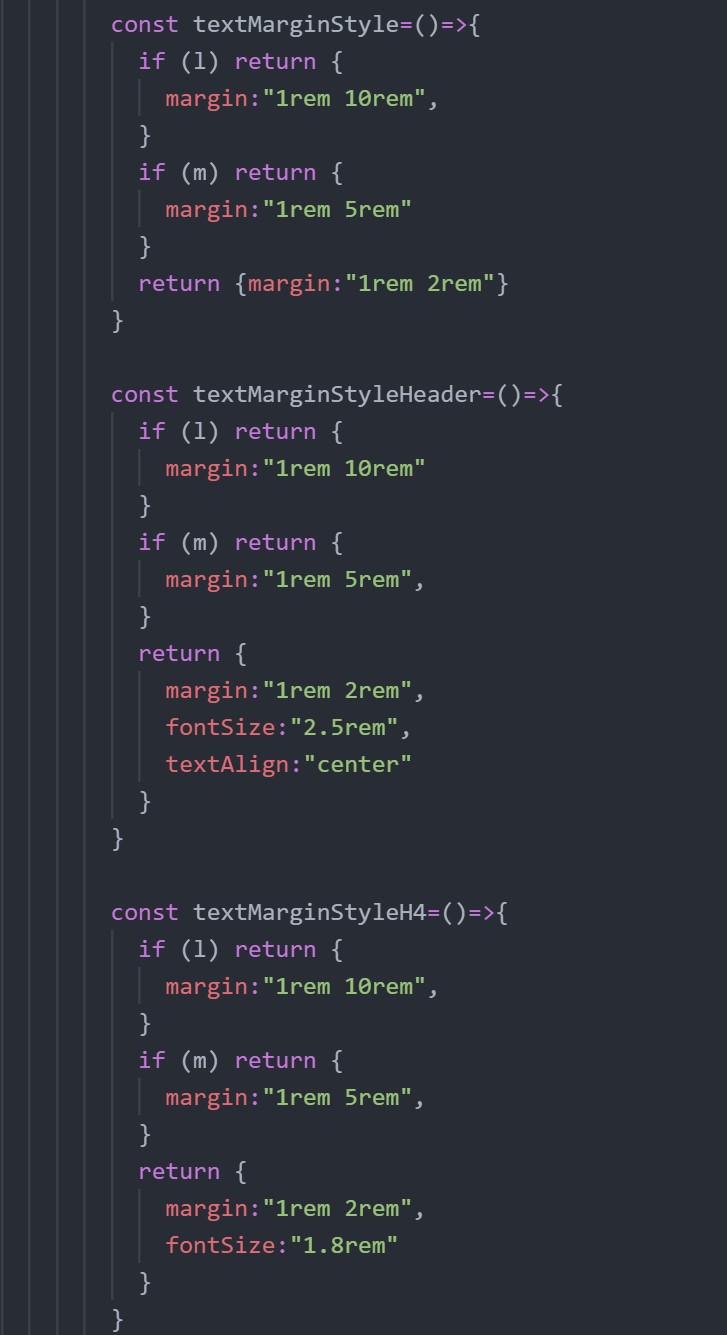 const textMarginStyle=()=>{
  if (l) return {
    margin:"1rem 10rem",
  }
  if (m) return {
    margin:"1rem 5rem"
  }
  return {margin:"1rem 2rem"}
}

const textMarginStyleHeader=()=>{
  if (l) return {
    margin:"1rem 10rem"
  }
  if (m) return {
    margin:"1rem 5rem",
  }
  return {
    margin:"1rem 2rem",
    fontSize:"2.5rem",
    textAlign:"center"
  }
}

const textMarginStyleH4=()=>{
  if (l) return {
    margin:"1rem 10rem",
  }
  if (m) return {
    margin:"1rem 5rem",
  }
  return {
    margin:"1rem 2rem",
    fontSize:"1.8rem"
  }
}